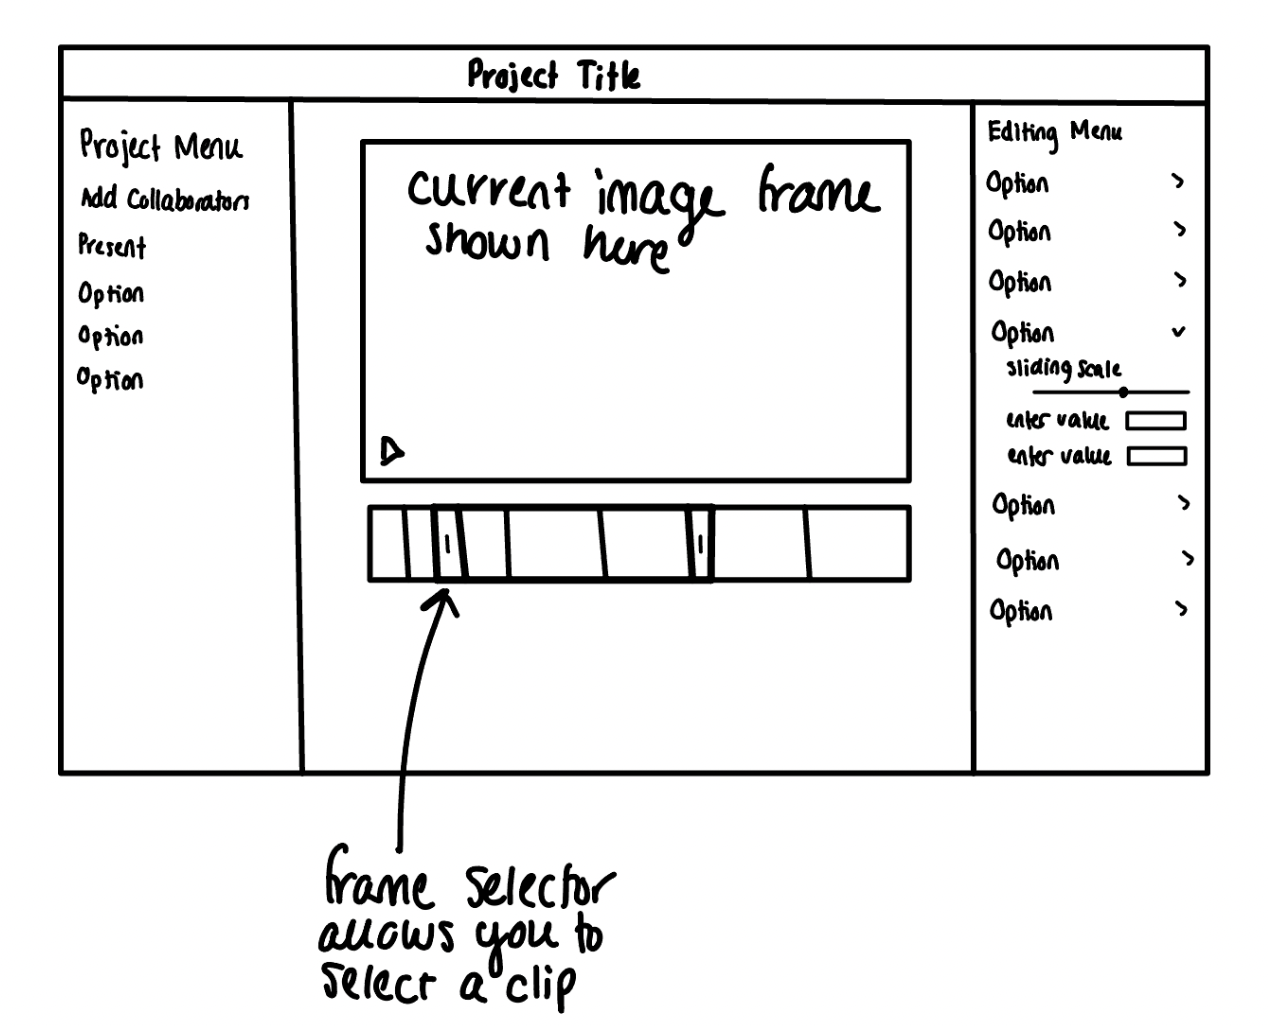 Project Title
Project Menu
Add Collaborators
Present
Option
Option
Option
current image frame
shown here
Editing Menu
Option
Option
Option
Option
sliding scale
enter value
enter value
Option
Option
Option
frame selector
allows you to
select a clip